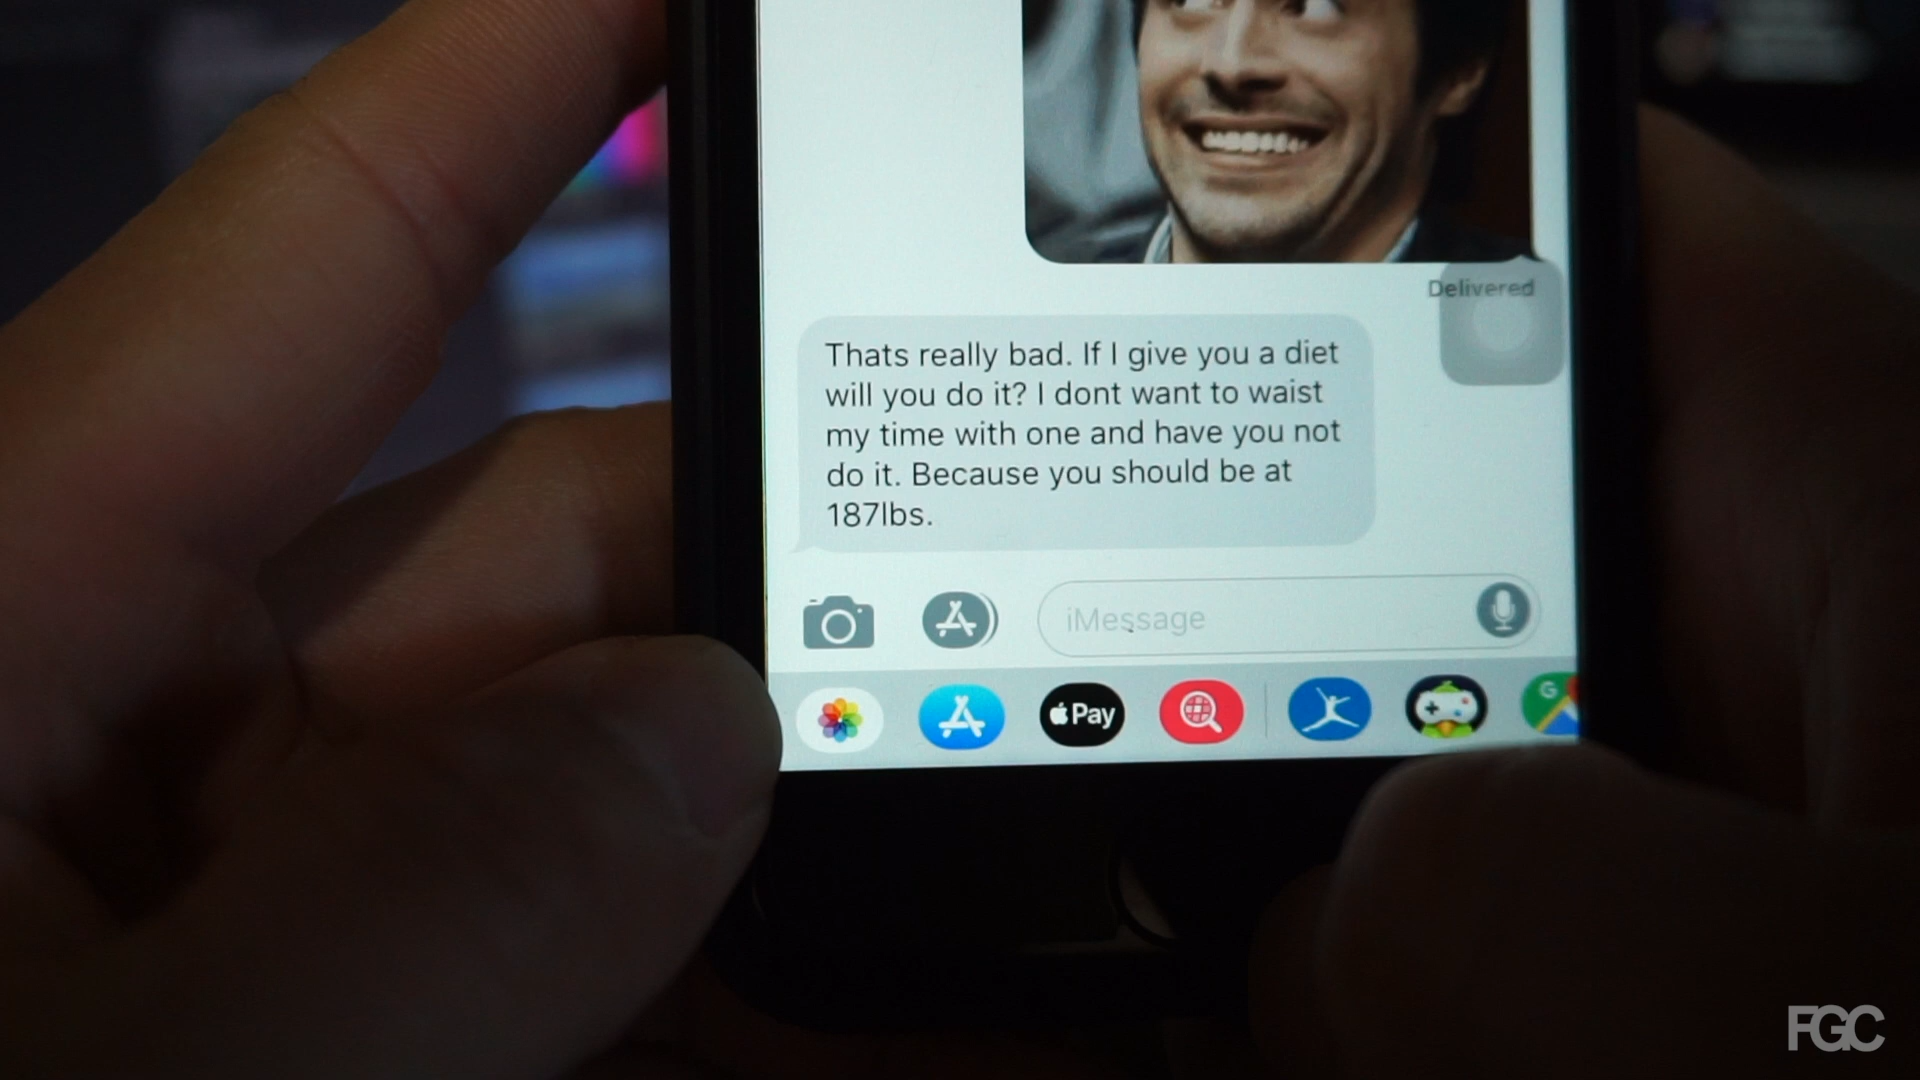 Delivered
Thats really bad. If I give you a diet
will you do it? I dont want to waist
my time with one and have you not
do it. Because you should be at
187lbs.
iMessage
Pay
G
FGC